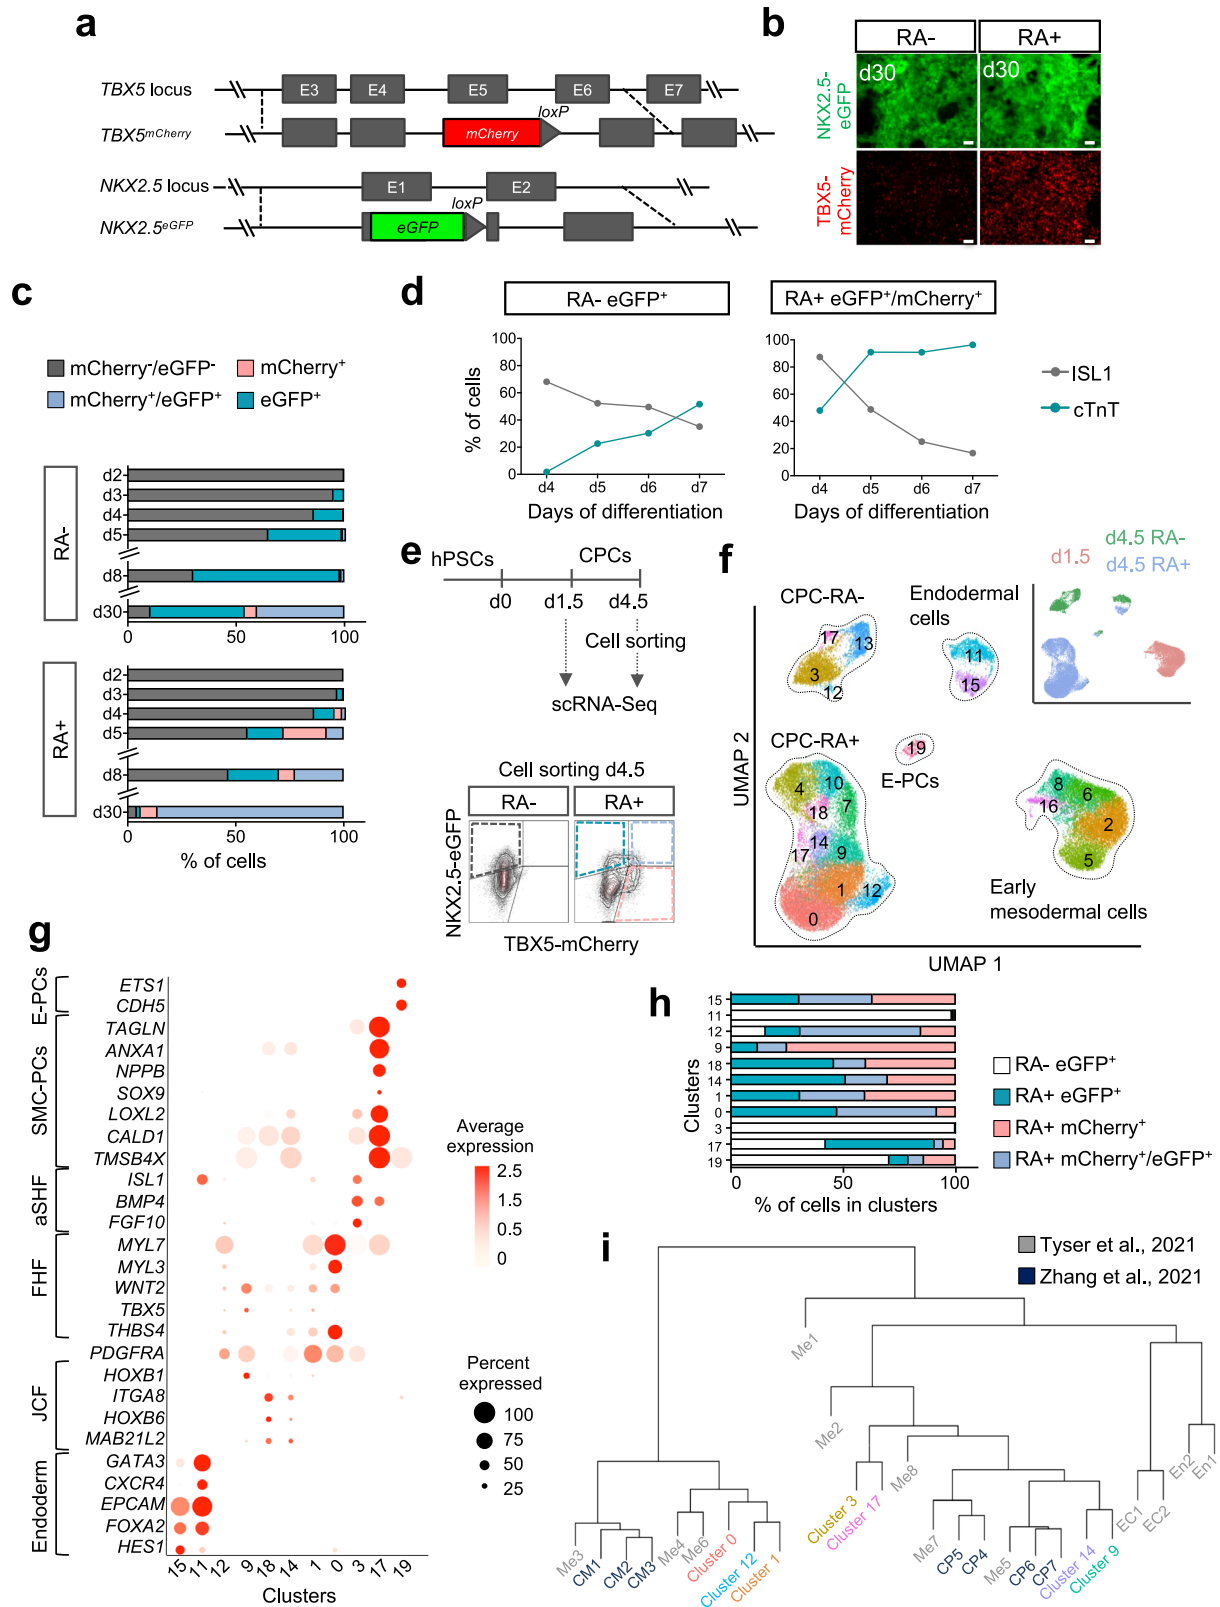 a
TBX5 locus
E3
E4
E5
E6
E7
loxP
TBX5mCherry
mCherry
NKX2.5 locus
E1
E2
loxP
NKX2.5eGFP
eGFP
b
RA-
RA+
NKX2.5-
eGFP
d30
d30
TBX5-
mCherry
c
mCherry-/eGFP-
mCherry+
mCherry+/eGFP+
eGFP+
RA-
d2
d3
d4
d5
d8
d30
0
50
100
RA+
d2
d3
d4
d5
d8
d30
0
50
100
% of cells
d
RA- eGFP+
RA+ eGFP+/mCherry+
% of cells
100
80
60
40
20
0
d4
d5
d6
d7
Days of differentiation
100
80
60
40
20
0
d4
d5
d6
d7
Days of differentiation
ISL1
cTnT
e
hPSCs
CPCs
d0
d1.5
d4.5
Cell sorting
scRNA-Seq
Cell sorting d4.5
RA-
RA+
NKX2.5-eGFP
TBX5-mCherry
f
d1.5
d4.5 RA-
d4.5 RA+
CPC-RA-
17
13
3
12
Endodermal
cells
11
15
CPC-RA+
4
10
7
18
14
17
9
1
12
0
19
E-PCs
8
6
16
2
5
Early
mesodermal cells
UMAP 2
UMAP 1
g
E-PCs
ETS1
CDH5
SMC-PCs
TAGLN
ANXA1
NPPB
SOX9
LOXL2
CALD1
TMSB4X
aSHF
ISL1
BMP4
FGF10
FHF
MYL7
MYL3
WNT2
TBX5
THBS4
PDGFRA
JCF
HOXB1
ITGA8
HOXB6
MAB21L2
Endoderm
GATA3
CXCR4
EPCAM
FOXA2
HES1
15
11
12
9
18
14
1
0
3
17
19
Clusters
Average
expression
2.5
1.5
0.5
0
Percent
expressed
100
75
50
25
h
Clusters
15
11
12
9
18
14
1
0
3
17
19
0
50
100
% of cells in clusters
RA- eGFP+
RA+ eGFP+
RA+ mCherry+
RA+ mCherry+/eGFP+
i
Tyser et al., 2021
Zhang et al., 2021
Me3
CM1
CM2
CM3
Me4
Me6
Cluster 0
Cluster 12
Cluster 1
Me1
Me2
Cluster 3
Cluster 17
Me8
Me7
CP5
CP4
Me5
CP6
CP7
Cluster 14
Cluster 9
EC1
EC2
En2
En1